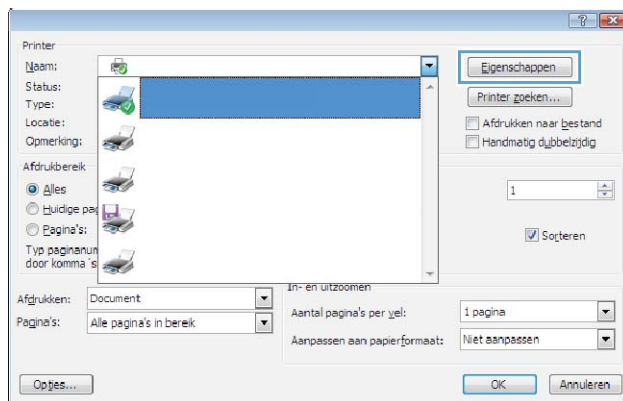 Printer
Naam:
Eigenschappen
Status:
Type:
Printer zoeken...
Locatie:
Afdrukken naar bestand
Opmerking:
Handmatig dubbelzijdig
Afdrukbereik
Alles
1
Huidige pag
Pagina's:
Sorteren
Typ paginanum
door komma's
In- en uitzoomen
Afdrukken: Document
Aantal pagina's per vel: 1 pagina
Pagina's: Alle pagina's in bereik
Aanpassen aan papierformaat: Niet aanpassen
Opties...
OK
Annuleren